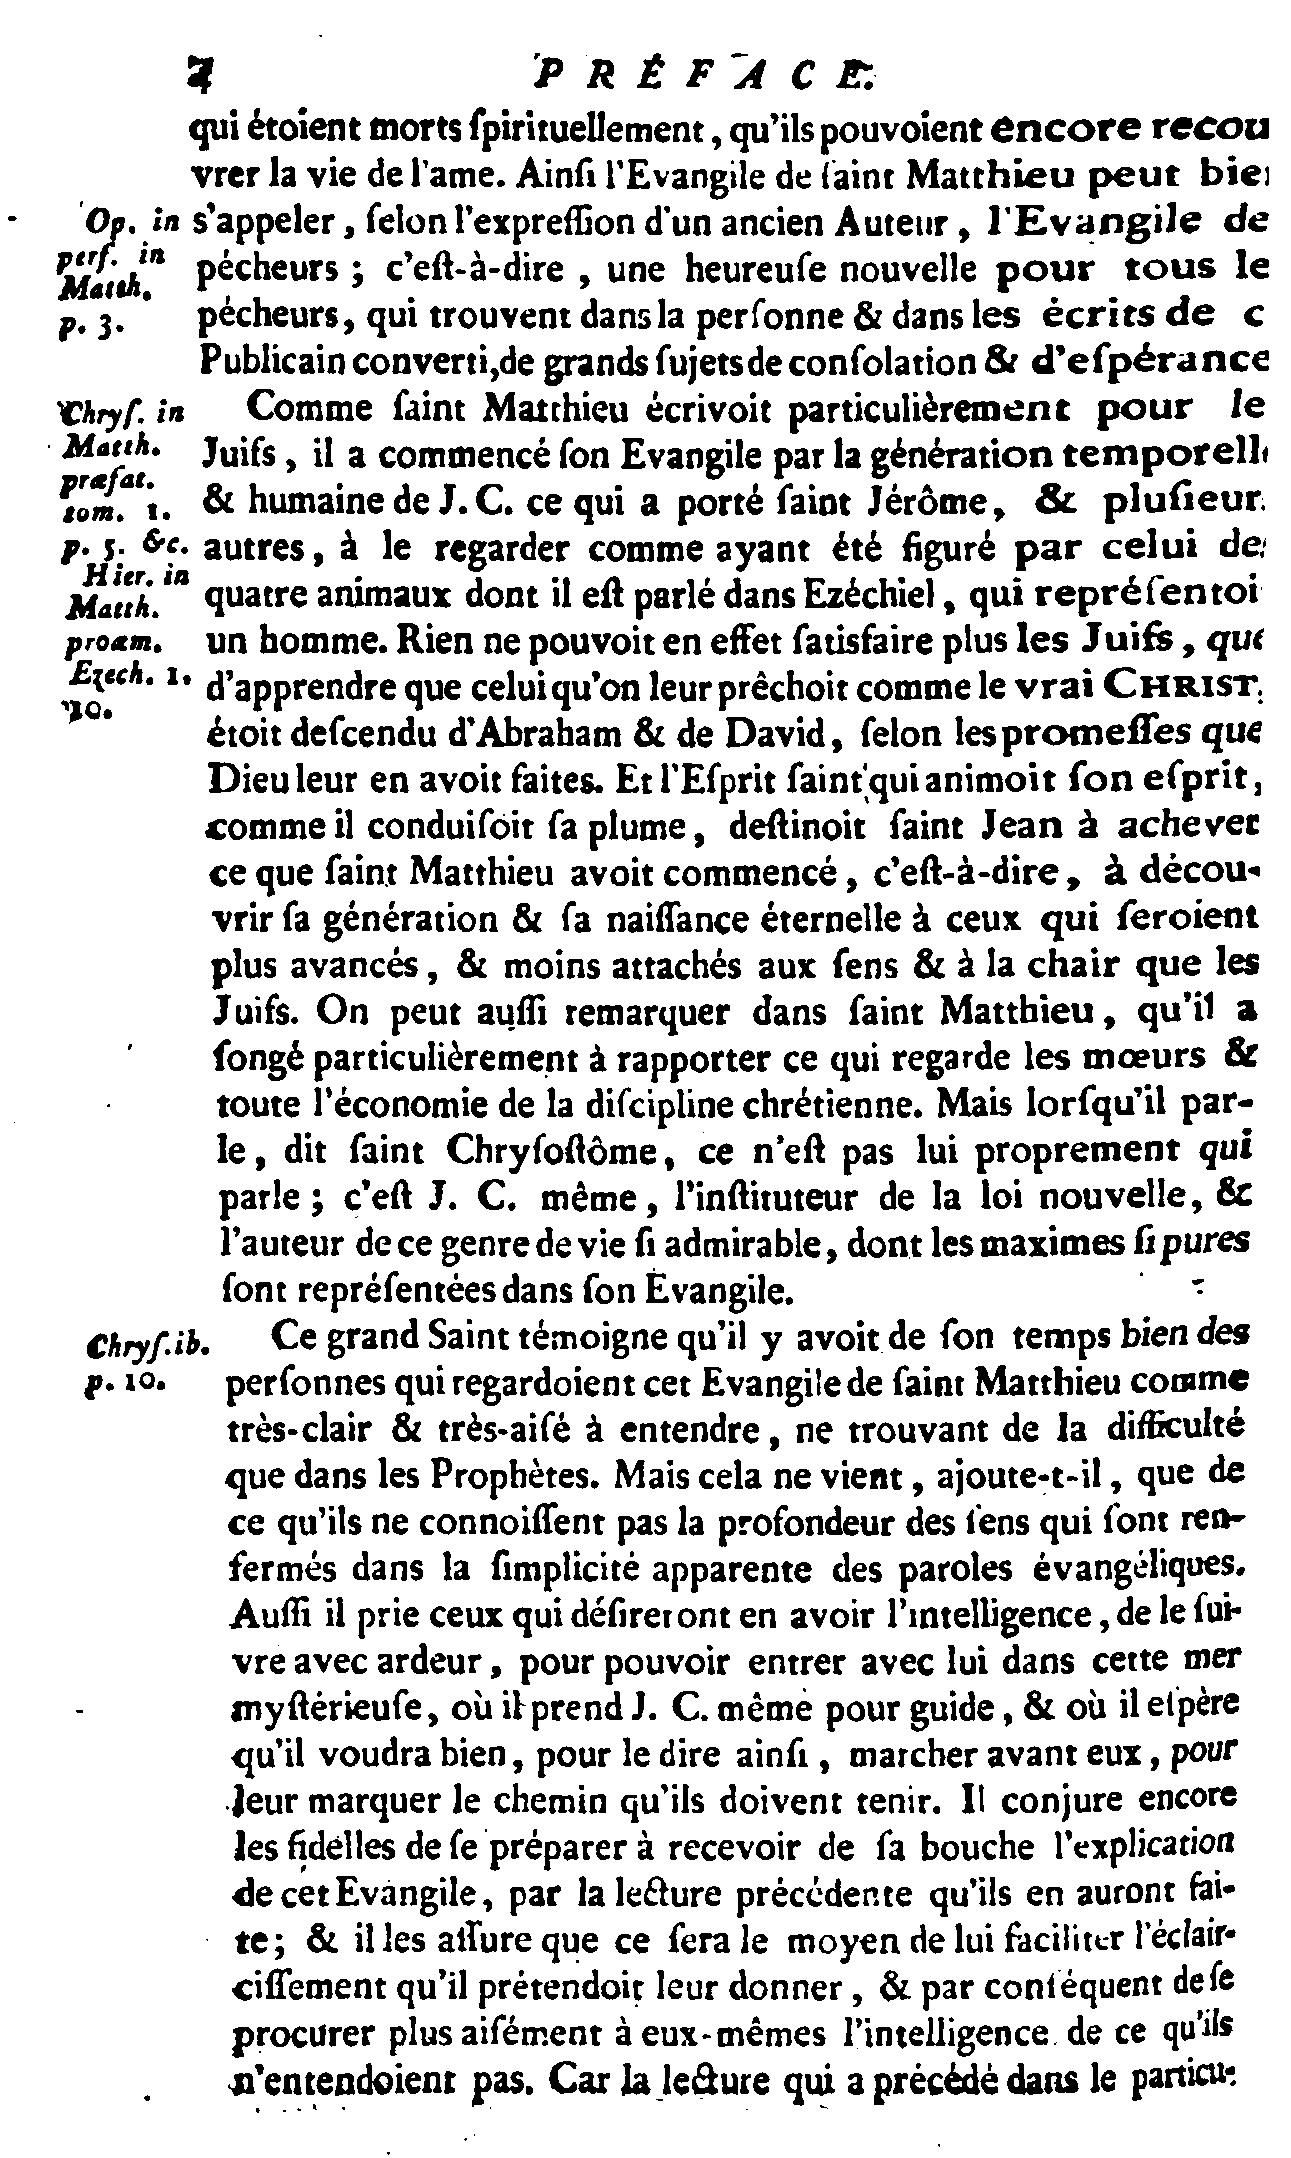 4 PRÉFACE.
qui étoient morts ſpirituellement, qu'ils pouvoient encore recou
vrer la vie de l'ame. Ainſi l'Evangile de ſaint Matthieu peut bien
s'appeler, ſelon l'expreſſion d'un ancien Auteur, l'Evangile de
pécheurs ; c'eſt-à-dire, une heureuſe nouvelle pour tous le
pécheurs, qui trouvent dans la perſonne & dans les écrits de c
Publicain converti, de grands ſujets de conſolation & d'eſpérance
Op. in
perf. in
Matth.
p. 3.
Comme ſaint Matthieu écrivoit particulièrement pour le
Juifs, il a commencé ſon Evangile par la génération temporell
& humaine de J. C. ce qui a porté ſaint Jérôme, & pluſieur
autres, à le regarder comme ayant été figuré par celui des
quatre animaux dont il eſt parlé dans Ezéchiel, qui repréſentoi
un homme. Rien ne pouvoit en effet ſatisfaire plus les Juifs, que
d'apprendre que celui qu'on leur prêchoit comme le vrai CHRIST,
étoit deſcendu d'Abraham & de David, ſelon les promeſſes que
Dieu leur en avoit faites. Et l'Eſprit ſaint qui animoit ſon eſprit,
comme il conduiſoit ſa plume, deſtinoit ſaint Jean à achever
ce que ſaint Matthieu avoit commencé, c'eſt-à-dire, à décou-
vrir ſa génération & ſa naiſſance éternelle à ceux qui ſeroient
plus avancés, & moins attachés aux ſens & à la chair que les
Juifs. On peut auſſi remarquer dans ſaint Matthieu, qu'il a
ſongé particulièrement à rapporter ce qui regarde les mœurs &
toute l'économie de la diſcipline chrétienne. Mais lorſqu'il par-
le, dit ſaint Chryſoſtôme, ce n'eſt pas lui proprement qui
parle ; c'eſt J. C. même, l'inſtituteur de la loi nouvelle, &
l'auteur de ce genre de vie ſi admirable, dont les maximes ſi pures
ſont repréſentées dans ſon Evangile.
Chryſ. in
Matth.
præfat.
tom. 1.
p. 5. &c.
Hier. in
Matth.
proœm.
Ezech. 1.
10.
Ce grand Saint témoigne qu'il y avoit de ſon temps bien des
perſonnes qui regardoient cet Evangile de ſaint Matthieu comme
très-clair & très-aiſé à entendre, ne trouvant de la difficulté
que dans les Prophètes. Mais cela ne vient, ajoute-t-il, que de
ce qu'ils ne connoiſſent pas la profondeur des ſens qui ſont ren-
fermés dans la ſimplicité apparente des paroles évangéliques.
Auſſi il prie ceux qui déſireront en avoir l'intelligence, de le ſui-
vre avec ardeur, pour pouvoir entrer avec lui dans cette mer
myſtérieuſe, où il prend J. C. même pour guide, & où il eſpère
qu'il voudra bien, pour le dire ainſi, marcher avant eux, pour
leur marquer le chemin qu'ils doivent tenir. Il conjure encore
les fidelles de ſe préparer à recevoir de ſa bouche l'explication
de cet Evangile, par la lecture précédente qu'ils en auront fai-
te ; & il les aſſure que ce ſera le moyen de lui faciliter l'éclair-
ciſſement qu'il prétendoit leur donner, & par conſéquent de ſe
procurer plus aiſément à eux-mêmes l'intelligence de ce qu'ils
n'entendoient pas. Car la lecture qui a précédé dans le particu-
Chryſ. ib.
p. 10.